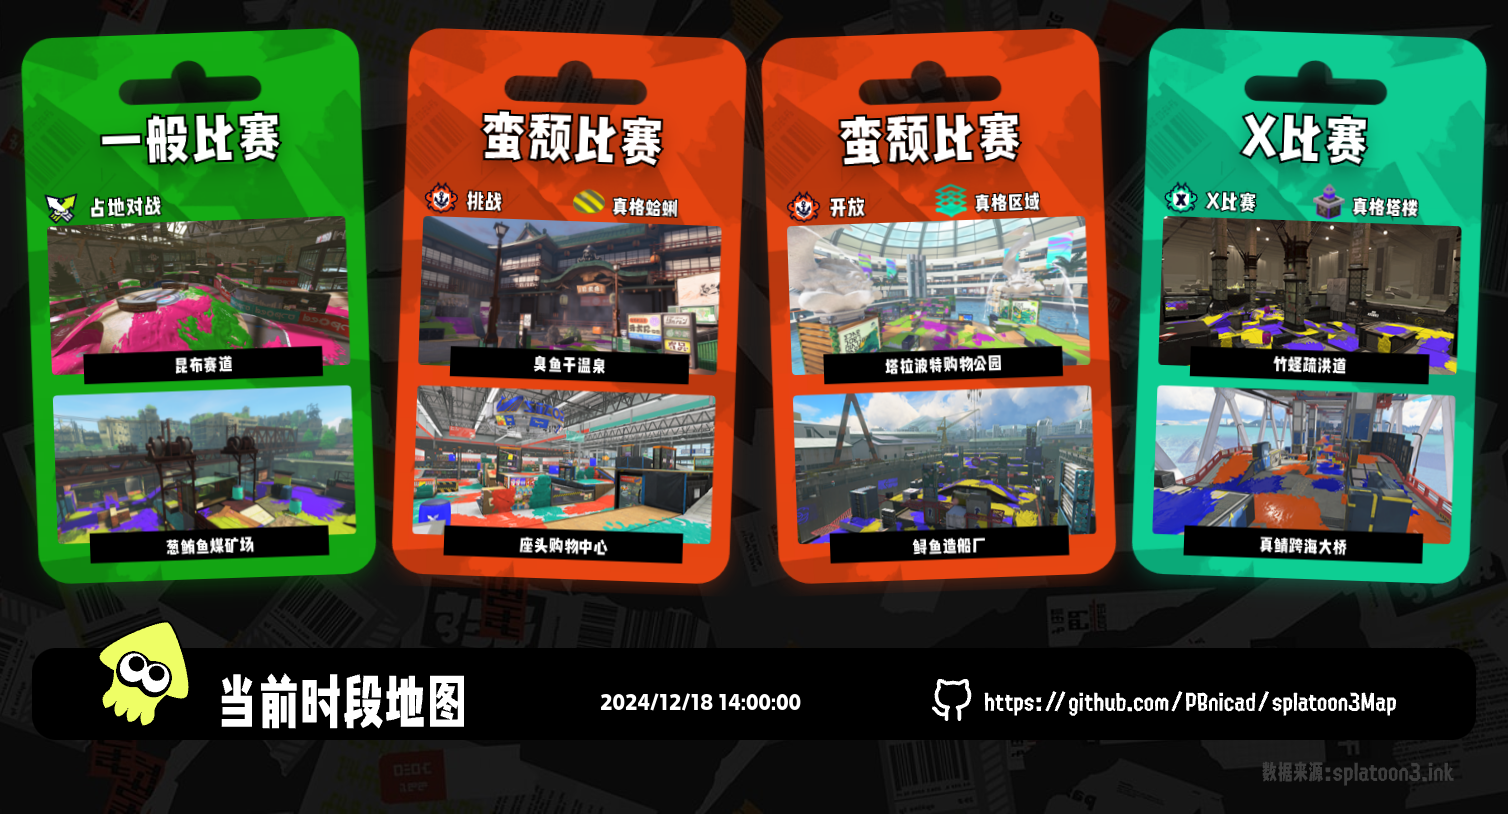 一般比赛
占地对战
昆布赛道
葱鲔鱼煤矿场
蛮颓比赛
挑战
真格蛤蜊
臭鱼干温泉
座头购物中心
蛮颓比赛
开放
真格区域
塔拉波特购物公园
鲟鱼造船厂
X比赛
X比赛
真格塔楼
竹蛏疏洪道
真鲭跨海大桥
当前时段地图
2024/12/18 14:00:00
https://github.com/PBnicad/splatoon3Map
数据来源:splatoon3.ink